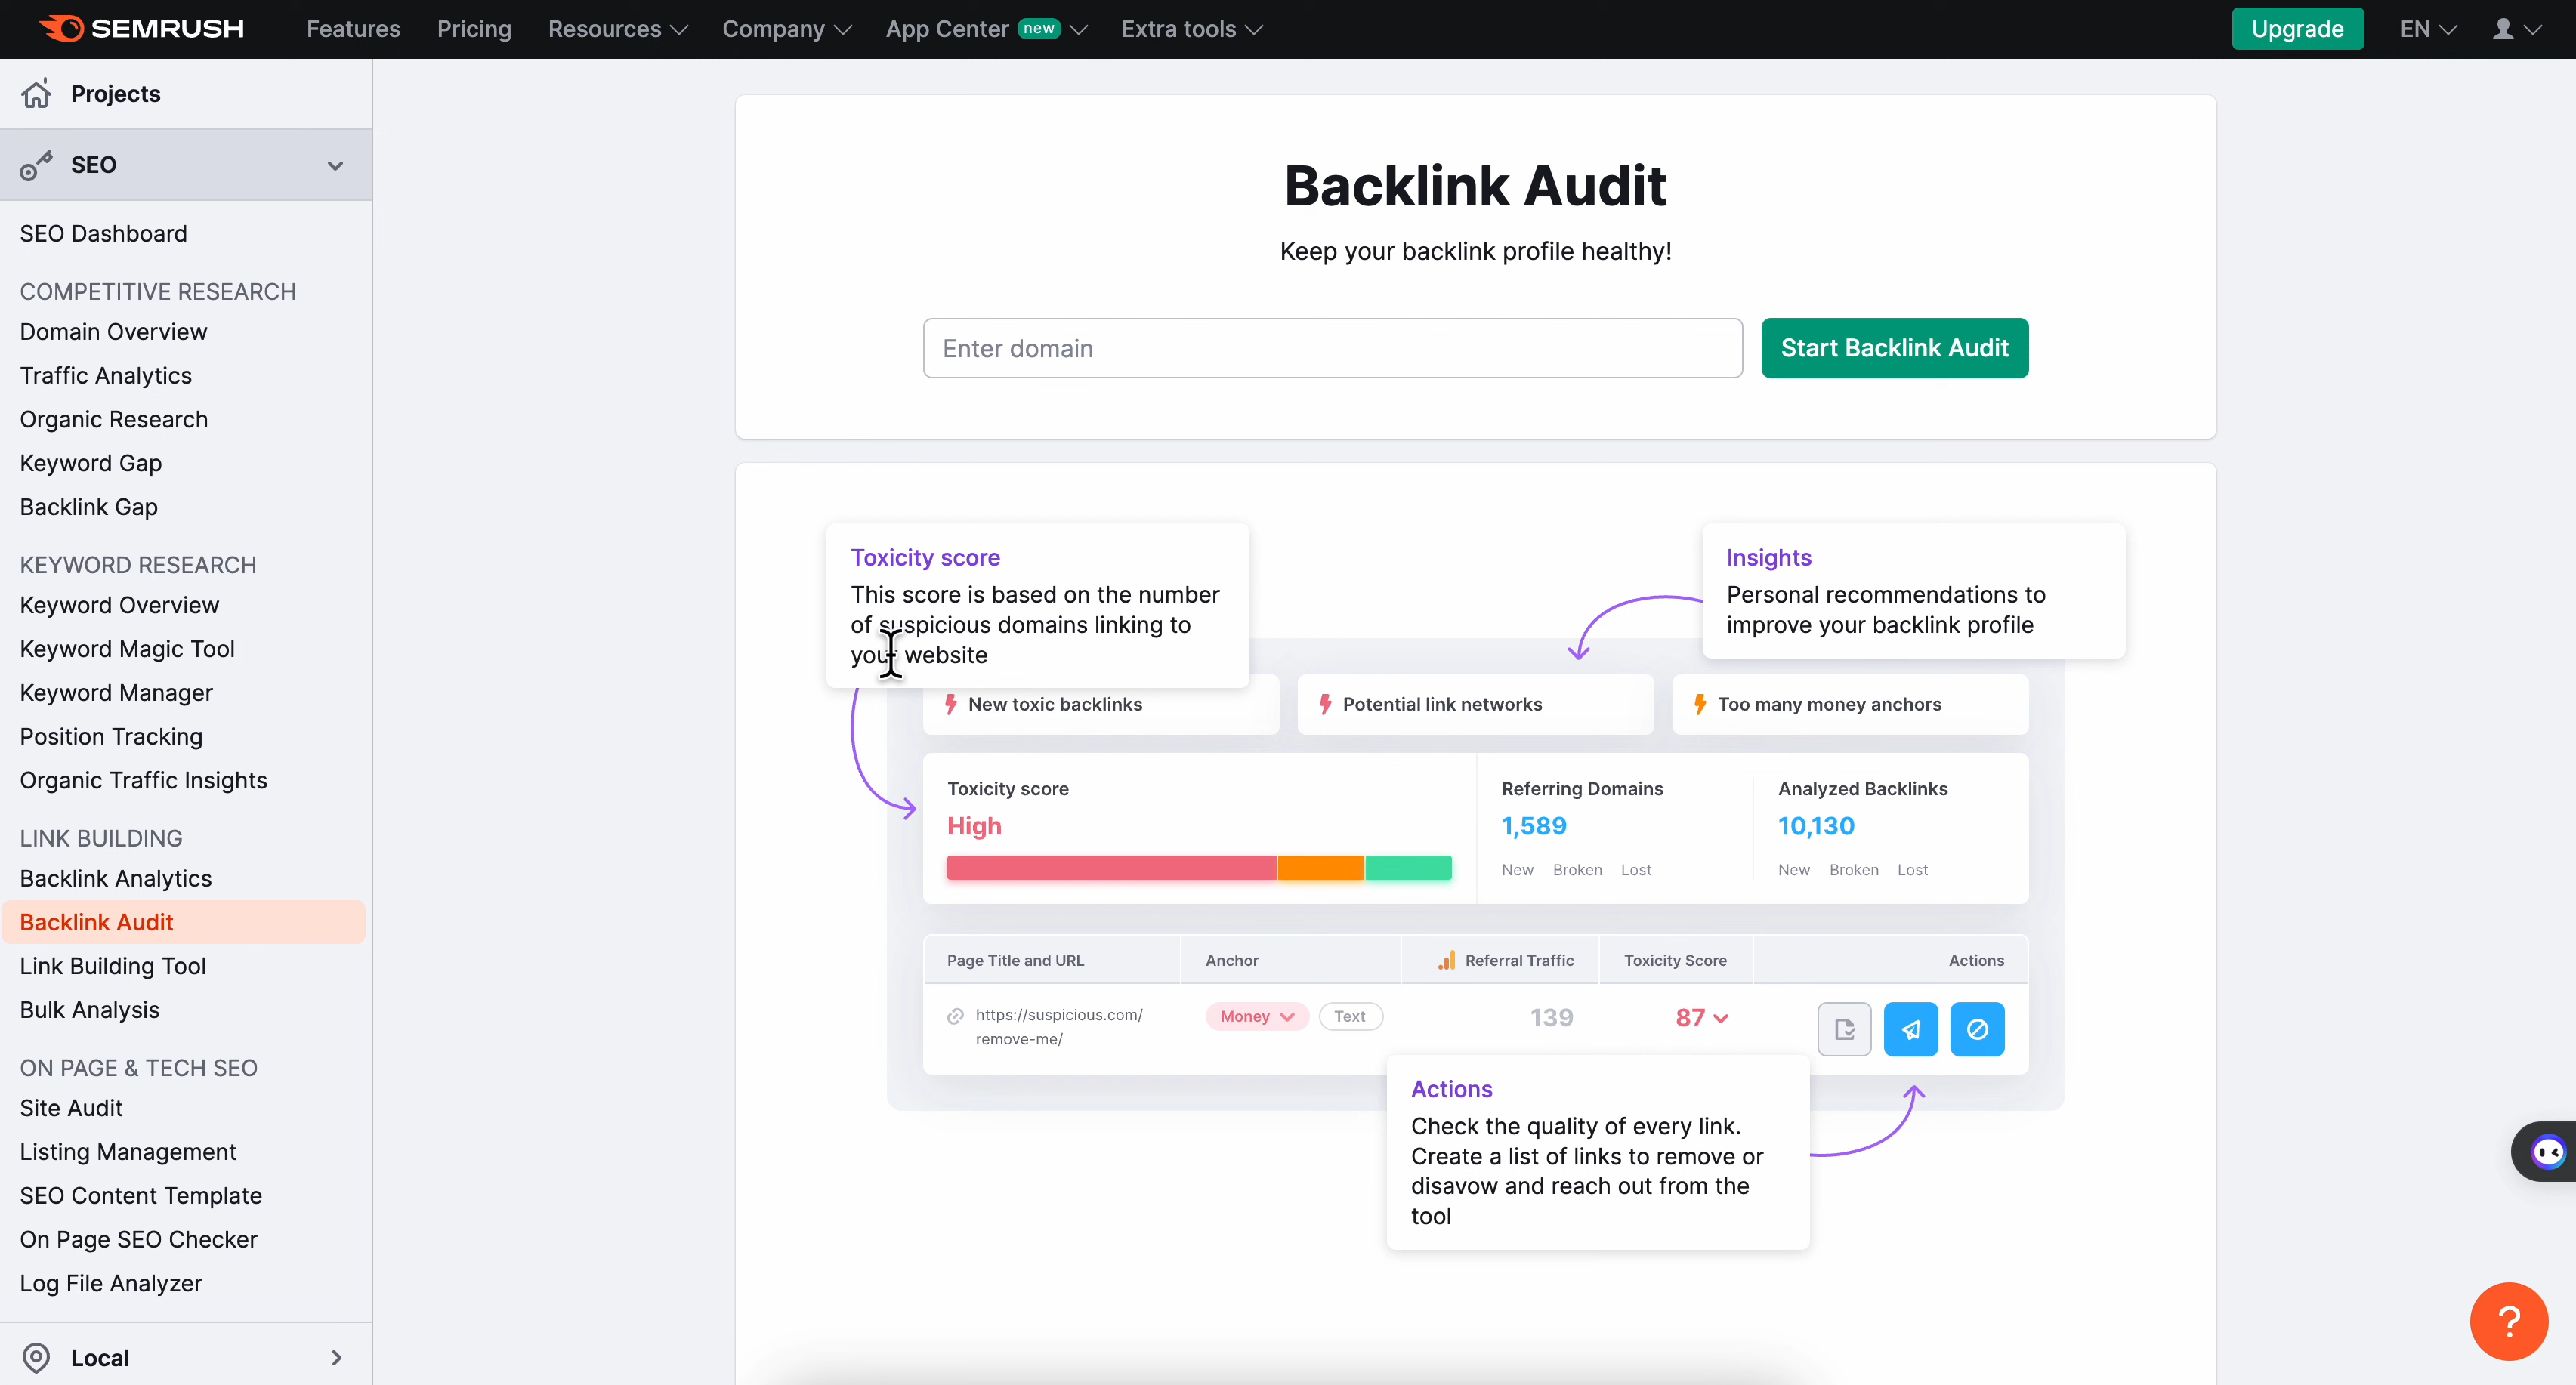 SEMRUSH
Features
Pricing
Resources
Company
App Center new
Extra tools
Upgrade
EN
Projects
SEO
SEO Dashboard
COMPETITIVE RESEARCH
Domain Overview
Traffic Analytics
Organic Research
Keyword Gap
Backlink Gap
KEYWORD RESEARCH
Keyword Overview
Keyword Magic Tool
Keyword Manager
Position Tracking
Organic Traffic Insights
LINK BUILDING
Backlink Analytics
Backlink Audit
Link Building Tool
Bulk Analysis
ON PAGE & TECH SEO
Site Audit
Listing Management
SEO Content Template
On Page SEO Checker
Log File Analyzer
Local
Backlink Audit
Keep your backlink profile healthy!
Enter domain
Start Backlink Audit
Toxicity score
This score is based on the number
of suspicious domains linking to
your website
Insights
Personal recommendations to
improve your backlink profile
New toxic backlinks
Potential link networks
Too many money anchors
Toxicity score
High
Referring Domains
1,589
New Broken Lost
Analyzed Backlinks
10,130
New Broken Lost
Page Title and URL
Anchor
Referral Traffic
Toxicity Score
Actions
https://suspicious.com/
remove-me/
Money
Text
139
87
Actions
Check the quality of every link.
Create a list of links to remove or
disavow and reach out from the
tool
?